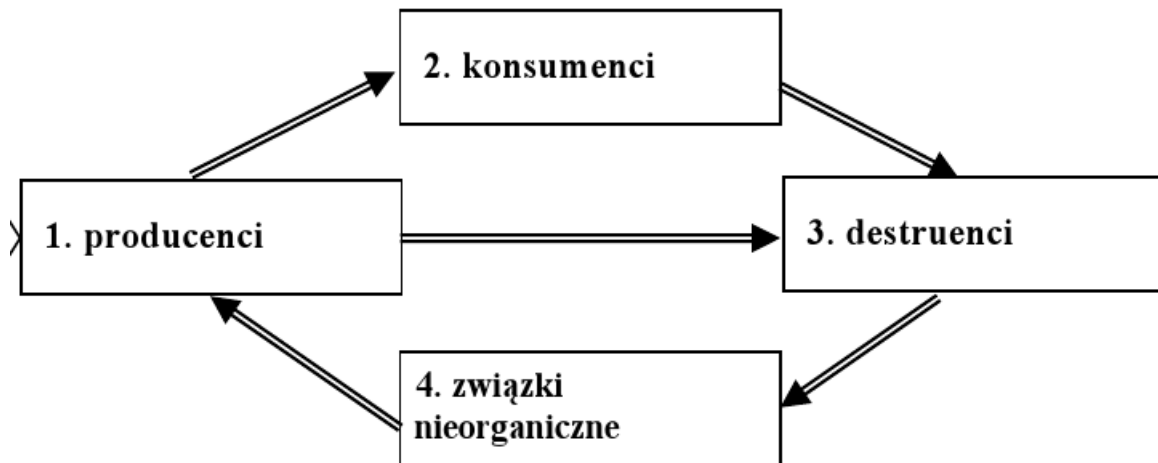 2. konsumenci
1. producenci
3. destruenci
4. związki
nieorganiczne